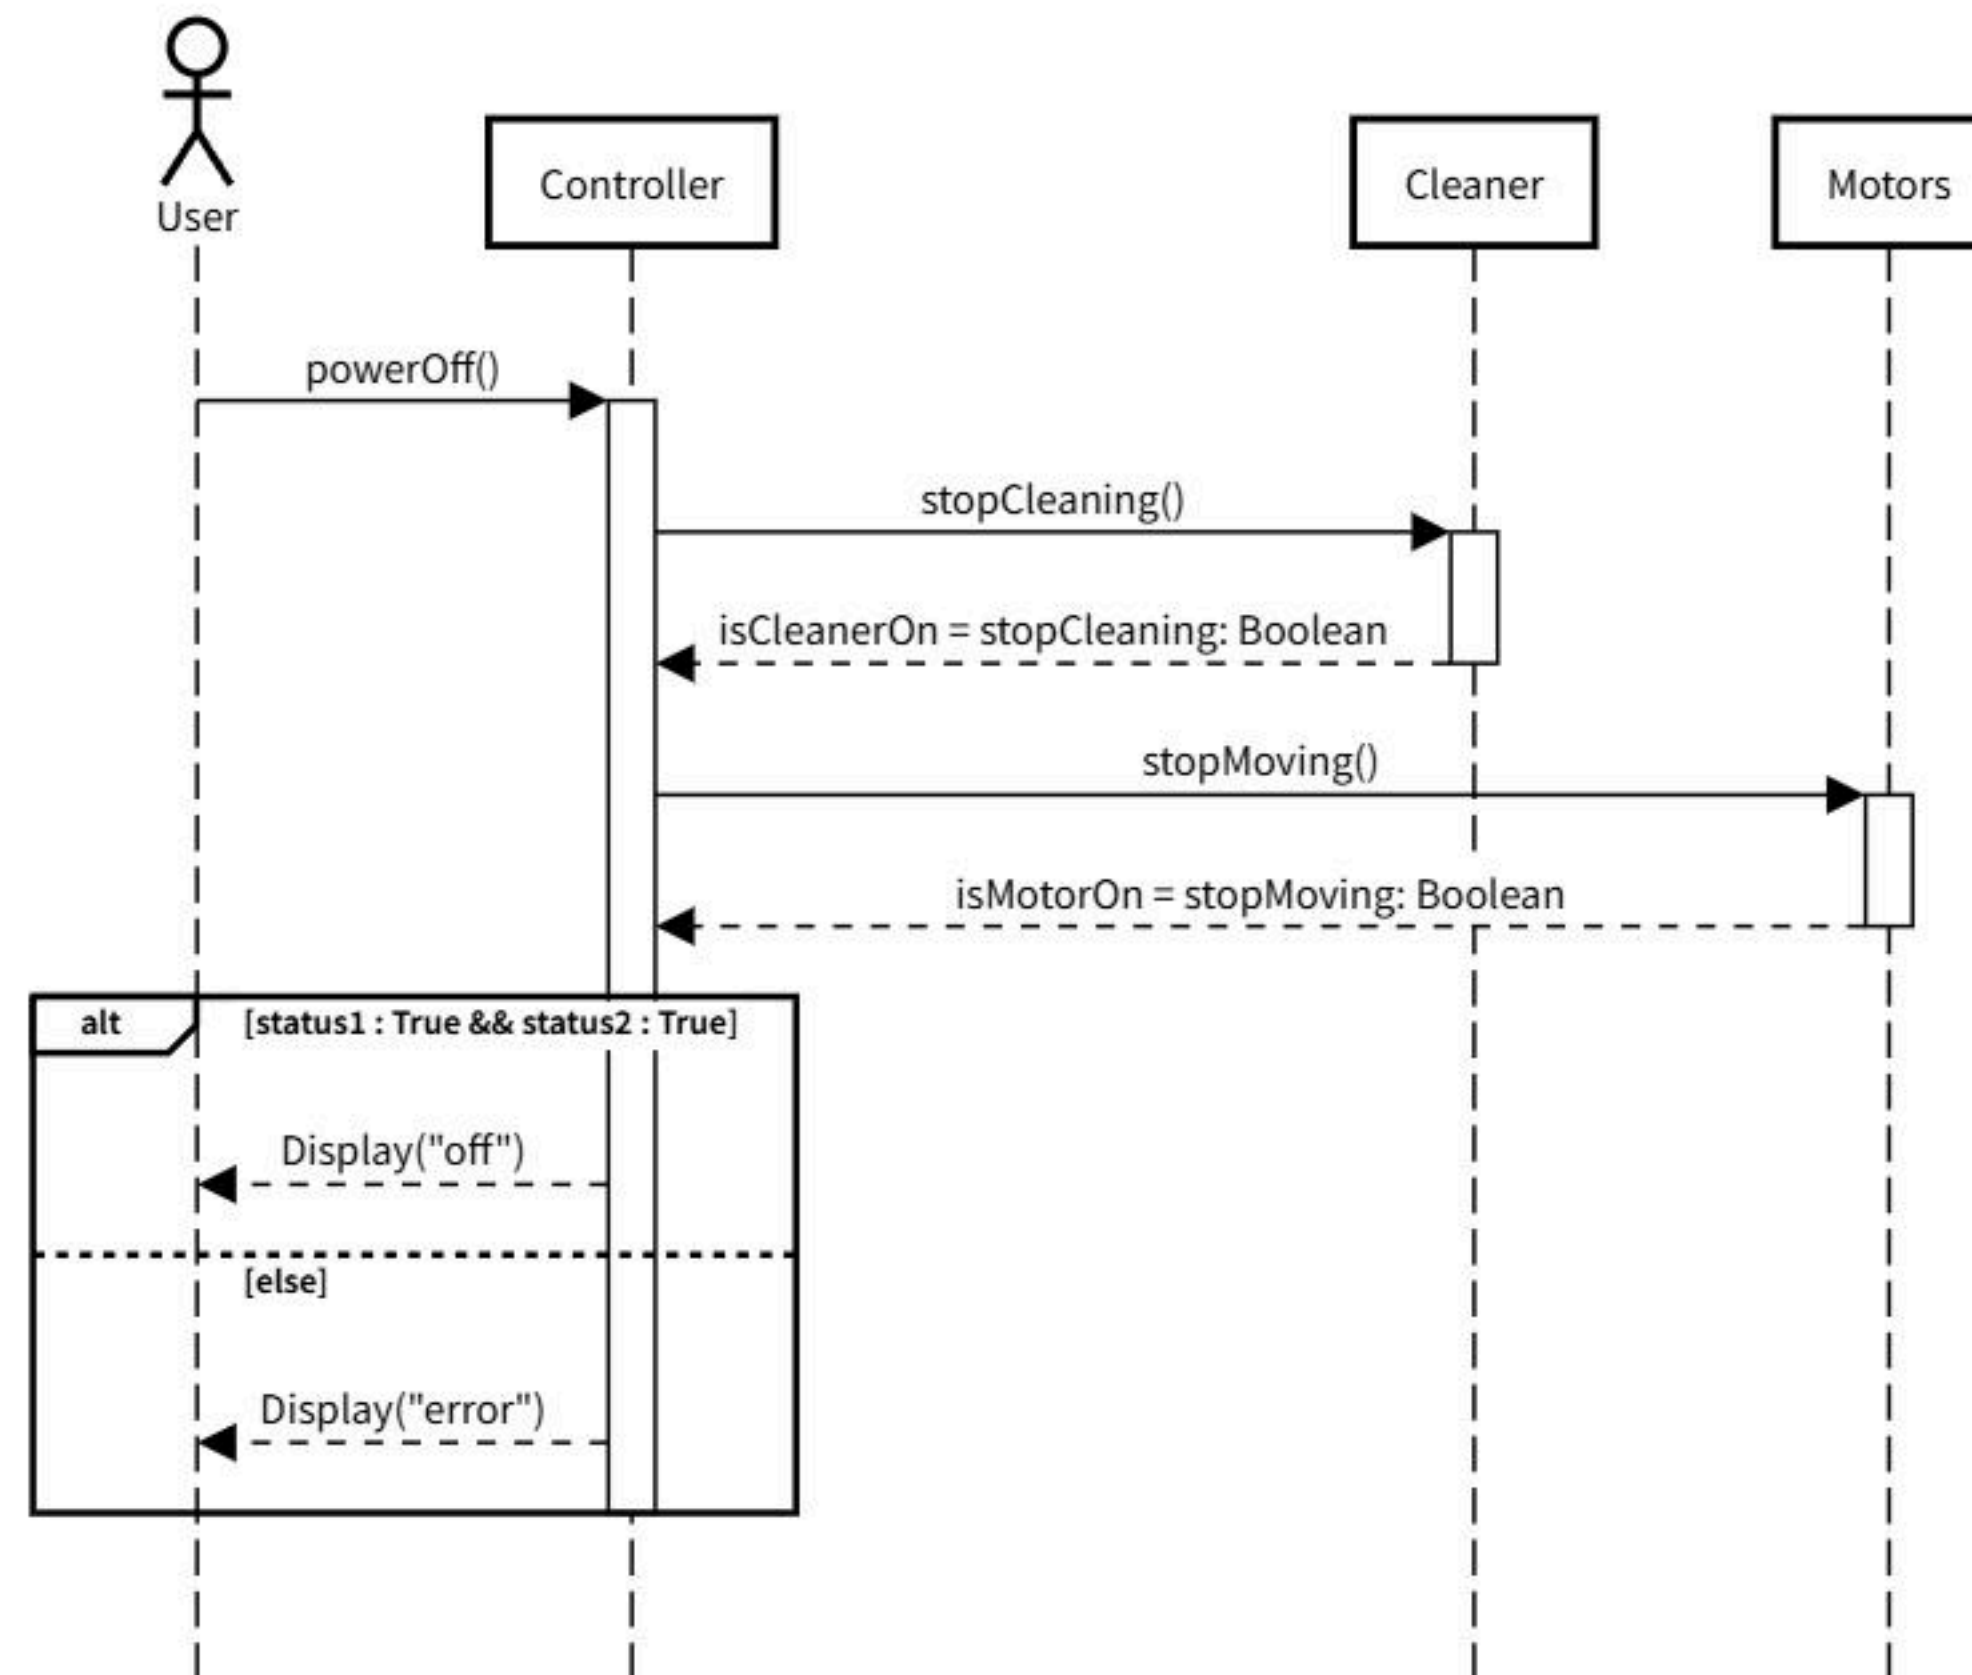 User
Controller
Cleaner
Motors
powerOff()
stopCleaning()
isCleanerOn = stopCleaning: Boolean
stopMoving()
isMotorOn = stopMoving: Boolean
alt
[status1 : True && status2 : True]
Display("off")
[else]
Display("error")